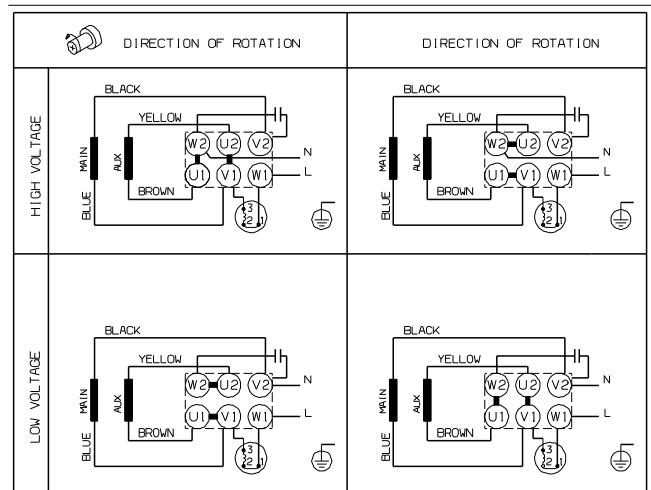 DIRECTION OF ROTATION
DIRECTION OF ROTATION
HIGH VOLTAGE
BLACK
YELLOW
MAIN
AUX
W2 U2 V2
N
U1 V1 W1
L
BLUE
BROWN
3
2 1
BLACK
YELLOW
MAIN
AUX
W2 U2 V2
N
U1 V1 W1
L
BLUE
BROWN
3
2 1
LOW VOLTAGE
BLACK
YELLOW
MAIN
AUX
W2 U2 V2
N
U1 V1 W1
L
BLUE
BROWN
3
2 1
BLACK
YELLOW
MAIN
AUX
W2 U2 V2
N
U1 V1 W1
L
BLUE
BROWN
3
2 1